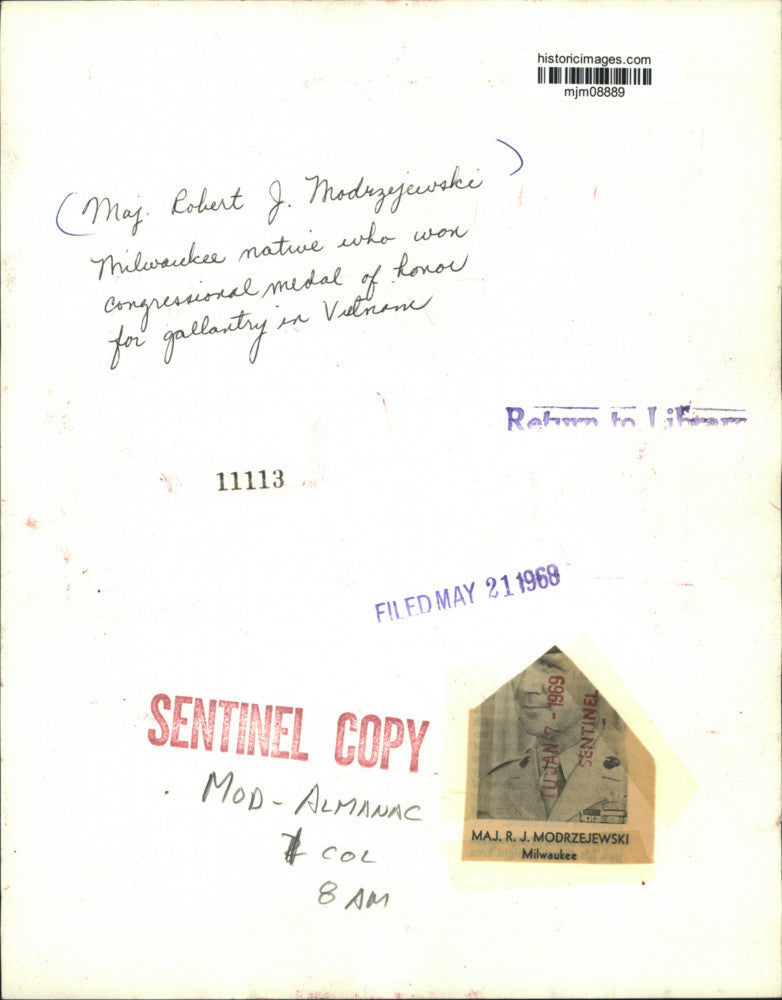 historicimages.com
mjm08889
(Maj. Robert J. Modrzejewski)
Milwaukee native who won
congressional medal of honor
for gallantry in Vietnam
Return to Library
11113
FILED MAY 21 1968
SENTINEL COPY
MOD - ALMANAC
COL
8 AM
TU JAN 7 - 1969
SENTINEL
MAJ. R. J. MODRZEJEWSKI
Milwaukee